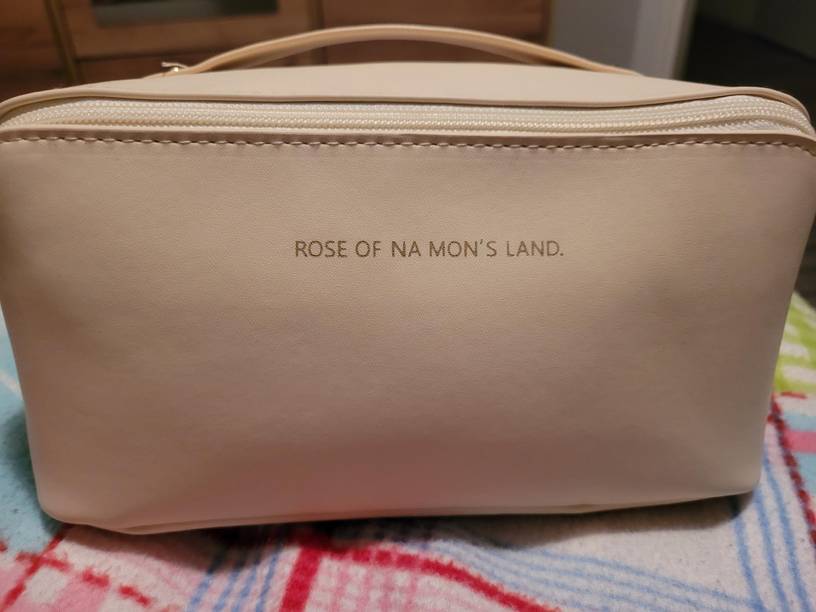 ROSE OF NA MON'S LAND.